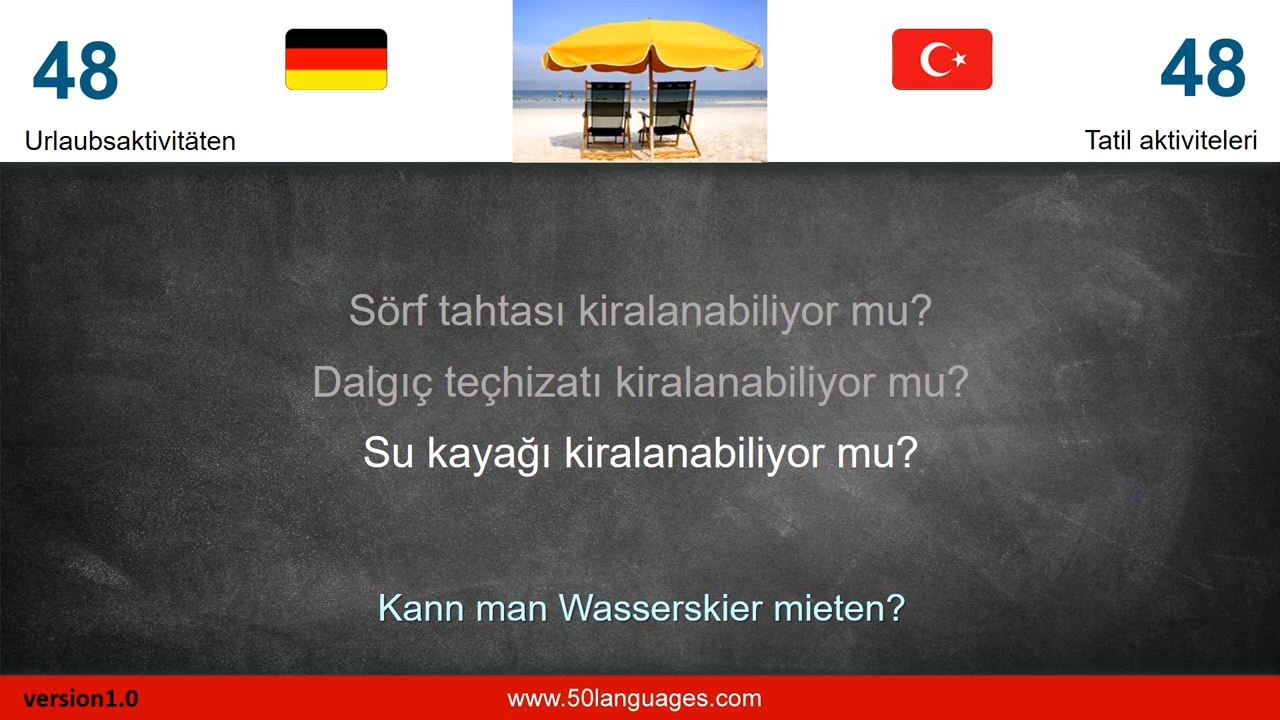 48
48
Urlaubsaktivitäten
Tatil aktiviteleri
Sörf tahtası kiralanabiliyor mu?
Dalgıç teçhizatı kiralanabiliyor mu?
Su kayağı kiralanabiliyor mu?
Kann man Wasserskier mieten?
version1.0
www.50languages.com